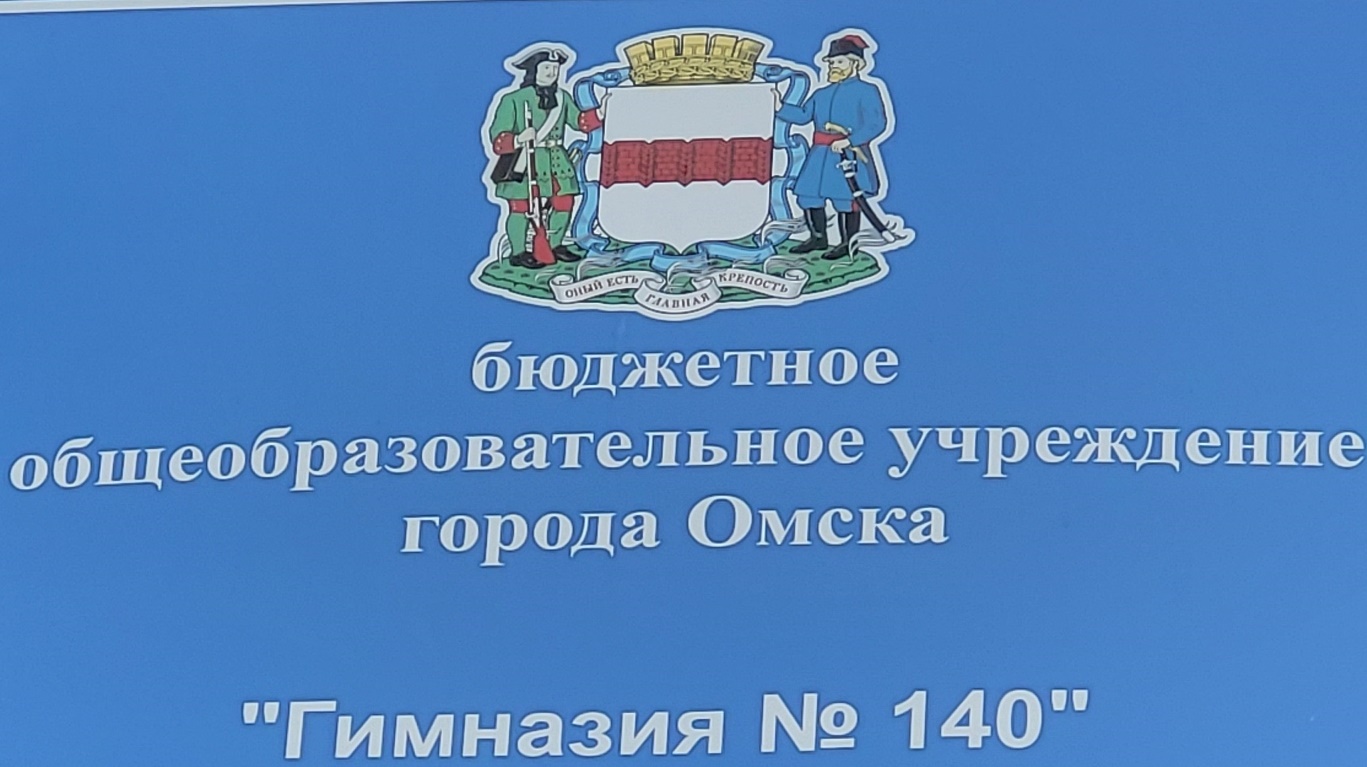 ОНЫЙ ЕСТЬ ГЛАВНАЯ КРЕПОСТЬ
бюджетное
общеобразовательное учреждение
города Омска
"Гимназия № 140"